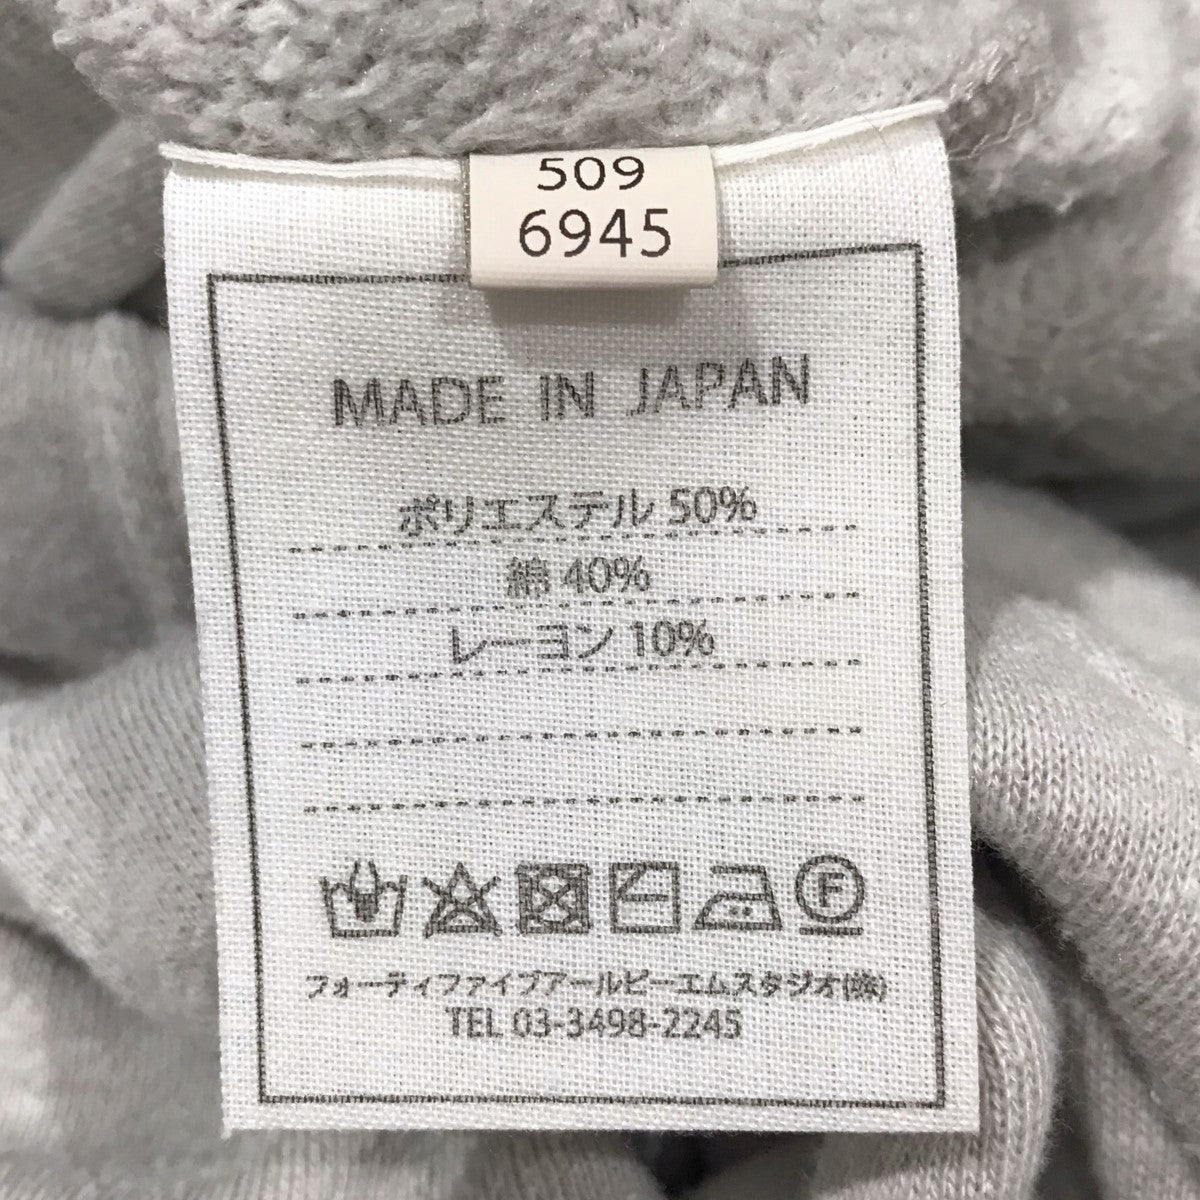 509
6945
MADE IN JAPAN
ポリエステル 50%
綿 40%
レーヨン 10%
F
フォーティファイブアールピーエムスタジオ(株)
TEL 03-3498-2245